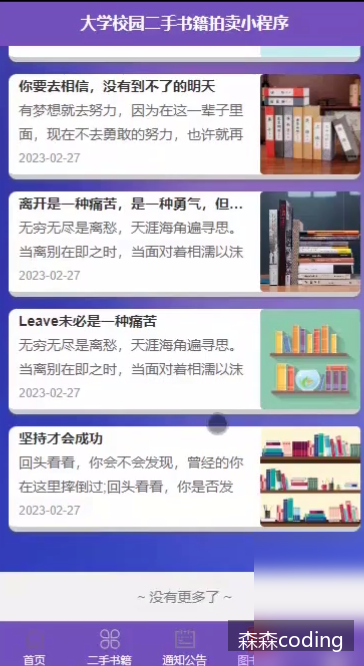 大学校园二手书籍拍卖小程序
你要去相信，没有到不了的明天
有梦想就去努力，因为在这一辈子里
面，现在不去勇敢的努力，也许就再
2023-02-27
离开是一种痛苦，是一种勇气，但...
无穷无尽是离愁，天涯海角遍寻思。
当离别在即之时，当面对着相濡以沫
2023-02-27
Leave未必是一种痛苦
无穷无尽是离愁，天涯海角遍寻思。
当离别在即之时，当面对着相濡以沫
2023-02-27
坚持才会成功
回头看看，你会不会发现，曾经的你
在这里摔倒过;回头看看，你是否发
2023-02-27
~ 没有更多了 ~
森森coding
首页 二手书籍 通知公告 图书